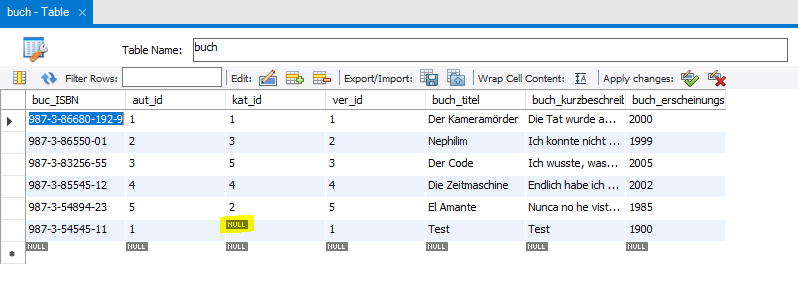 buch - Table ×
Table Name: buch
Filter Rows: Edit: Export/Import: Wrap Cell Content: Apply changes:
buc_ISBN aut_id kat_id ver_id buch_titel buch_kurzbeschreib buch_erscheinungs
987-3-86680-192-9 1 1 1 Der Kameramörder Die Tat wurde a... 2000
987-3-86550-01 2 3 2 Nephilim Ich konnte nicht ... 1999
987-3-83256-55 3 5 3 Der Code Ich wusste, was... 2005
987-3-85545-12 4 4 4 Die Zeitmaschine Endlich habe ich ... 2002
987-3-54894-23 5 2 5 El Amante Nunca no he vist... 1985
987-3-54545-11 1 NULL 1 Test Test 1900
NULL NULL NULL NULL NULL NULL NULL